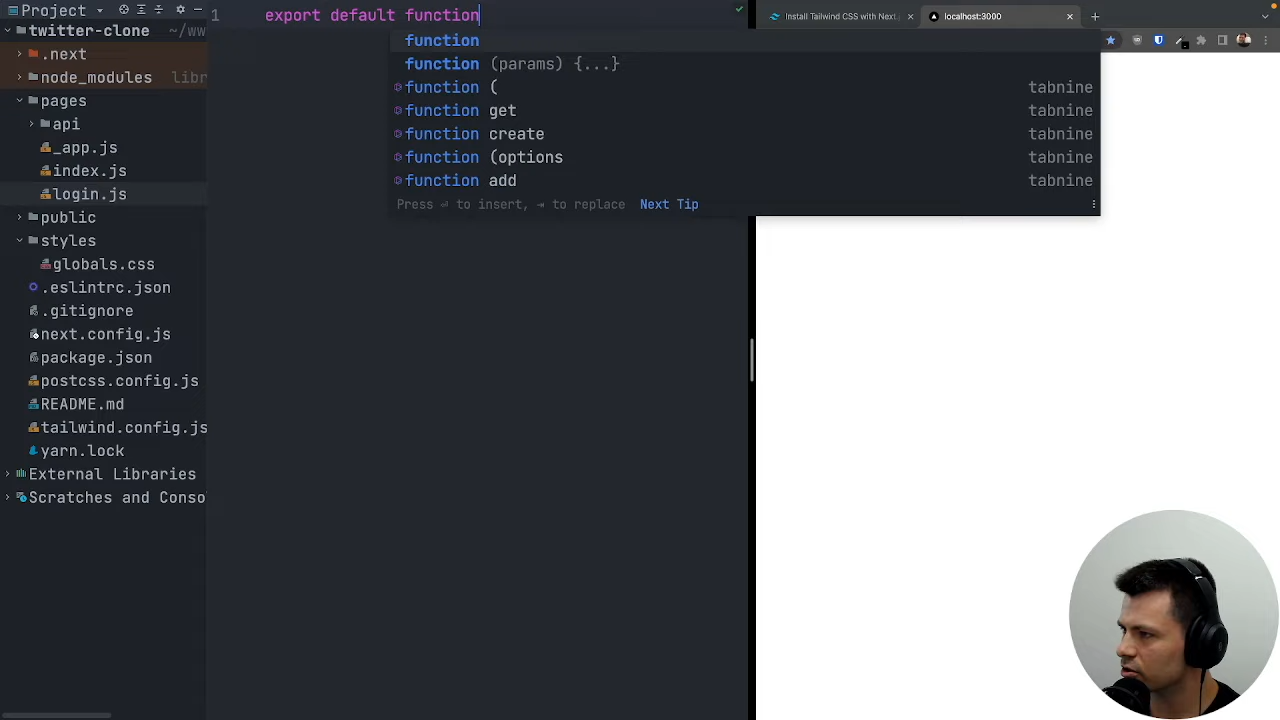 Project
twitter-clone ~/ww
.next
node_modules libr
pages
api
_app.js
index.js
login.js
public
styles
globals.css
.eslintrc.json
.gitignore
next.config.js
package.json
postcss.config.js
README.md
tailwind.config.js
yarn.lock
External Libraries
Scratches and Conso
1 export default function
function
function (params) {...}
function ( tabnine
function get tabnine
function create tabnine
function (options tabnine
function add tabnine
Press ⏎ to insert, ⇥ to replace Next Tip
Install Tailwind CSS with Next.
localhost:3000